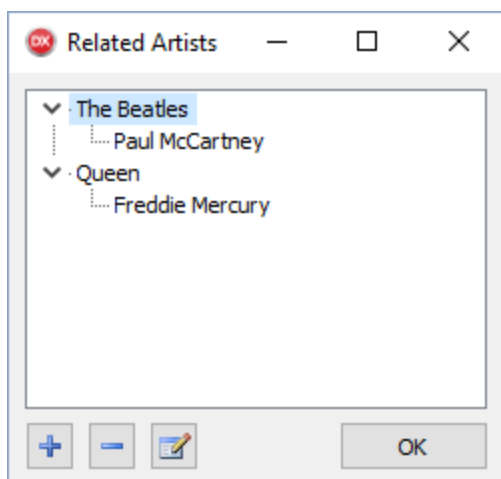 DX Related Artists
The Beatles
Paul McCartney
Queen
Freddie Mercury
OK